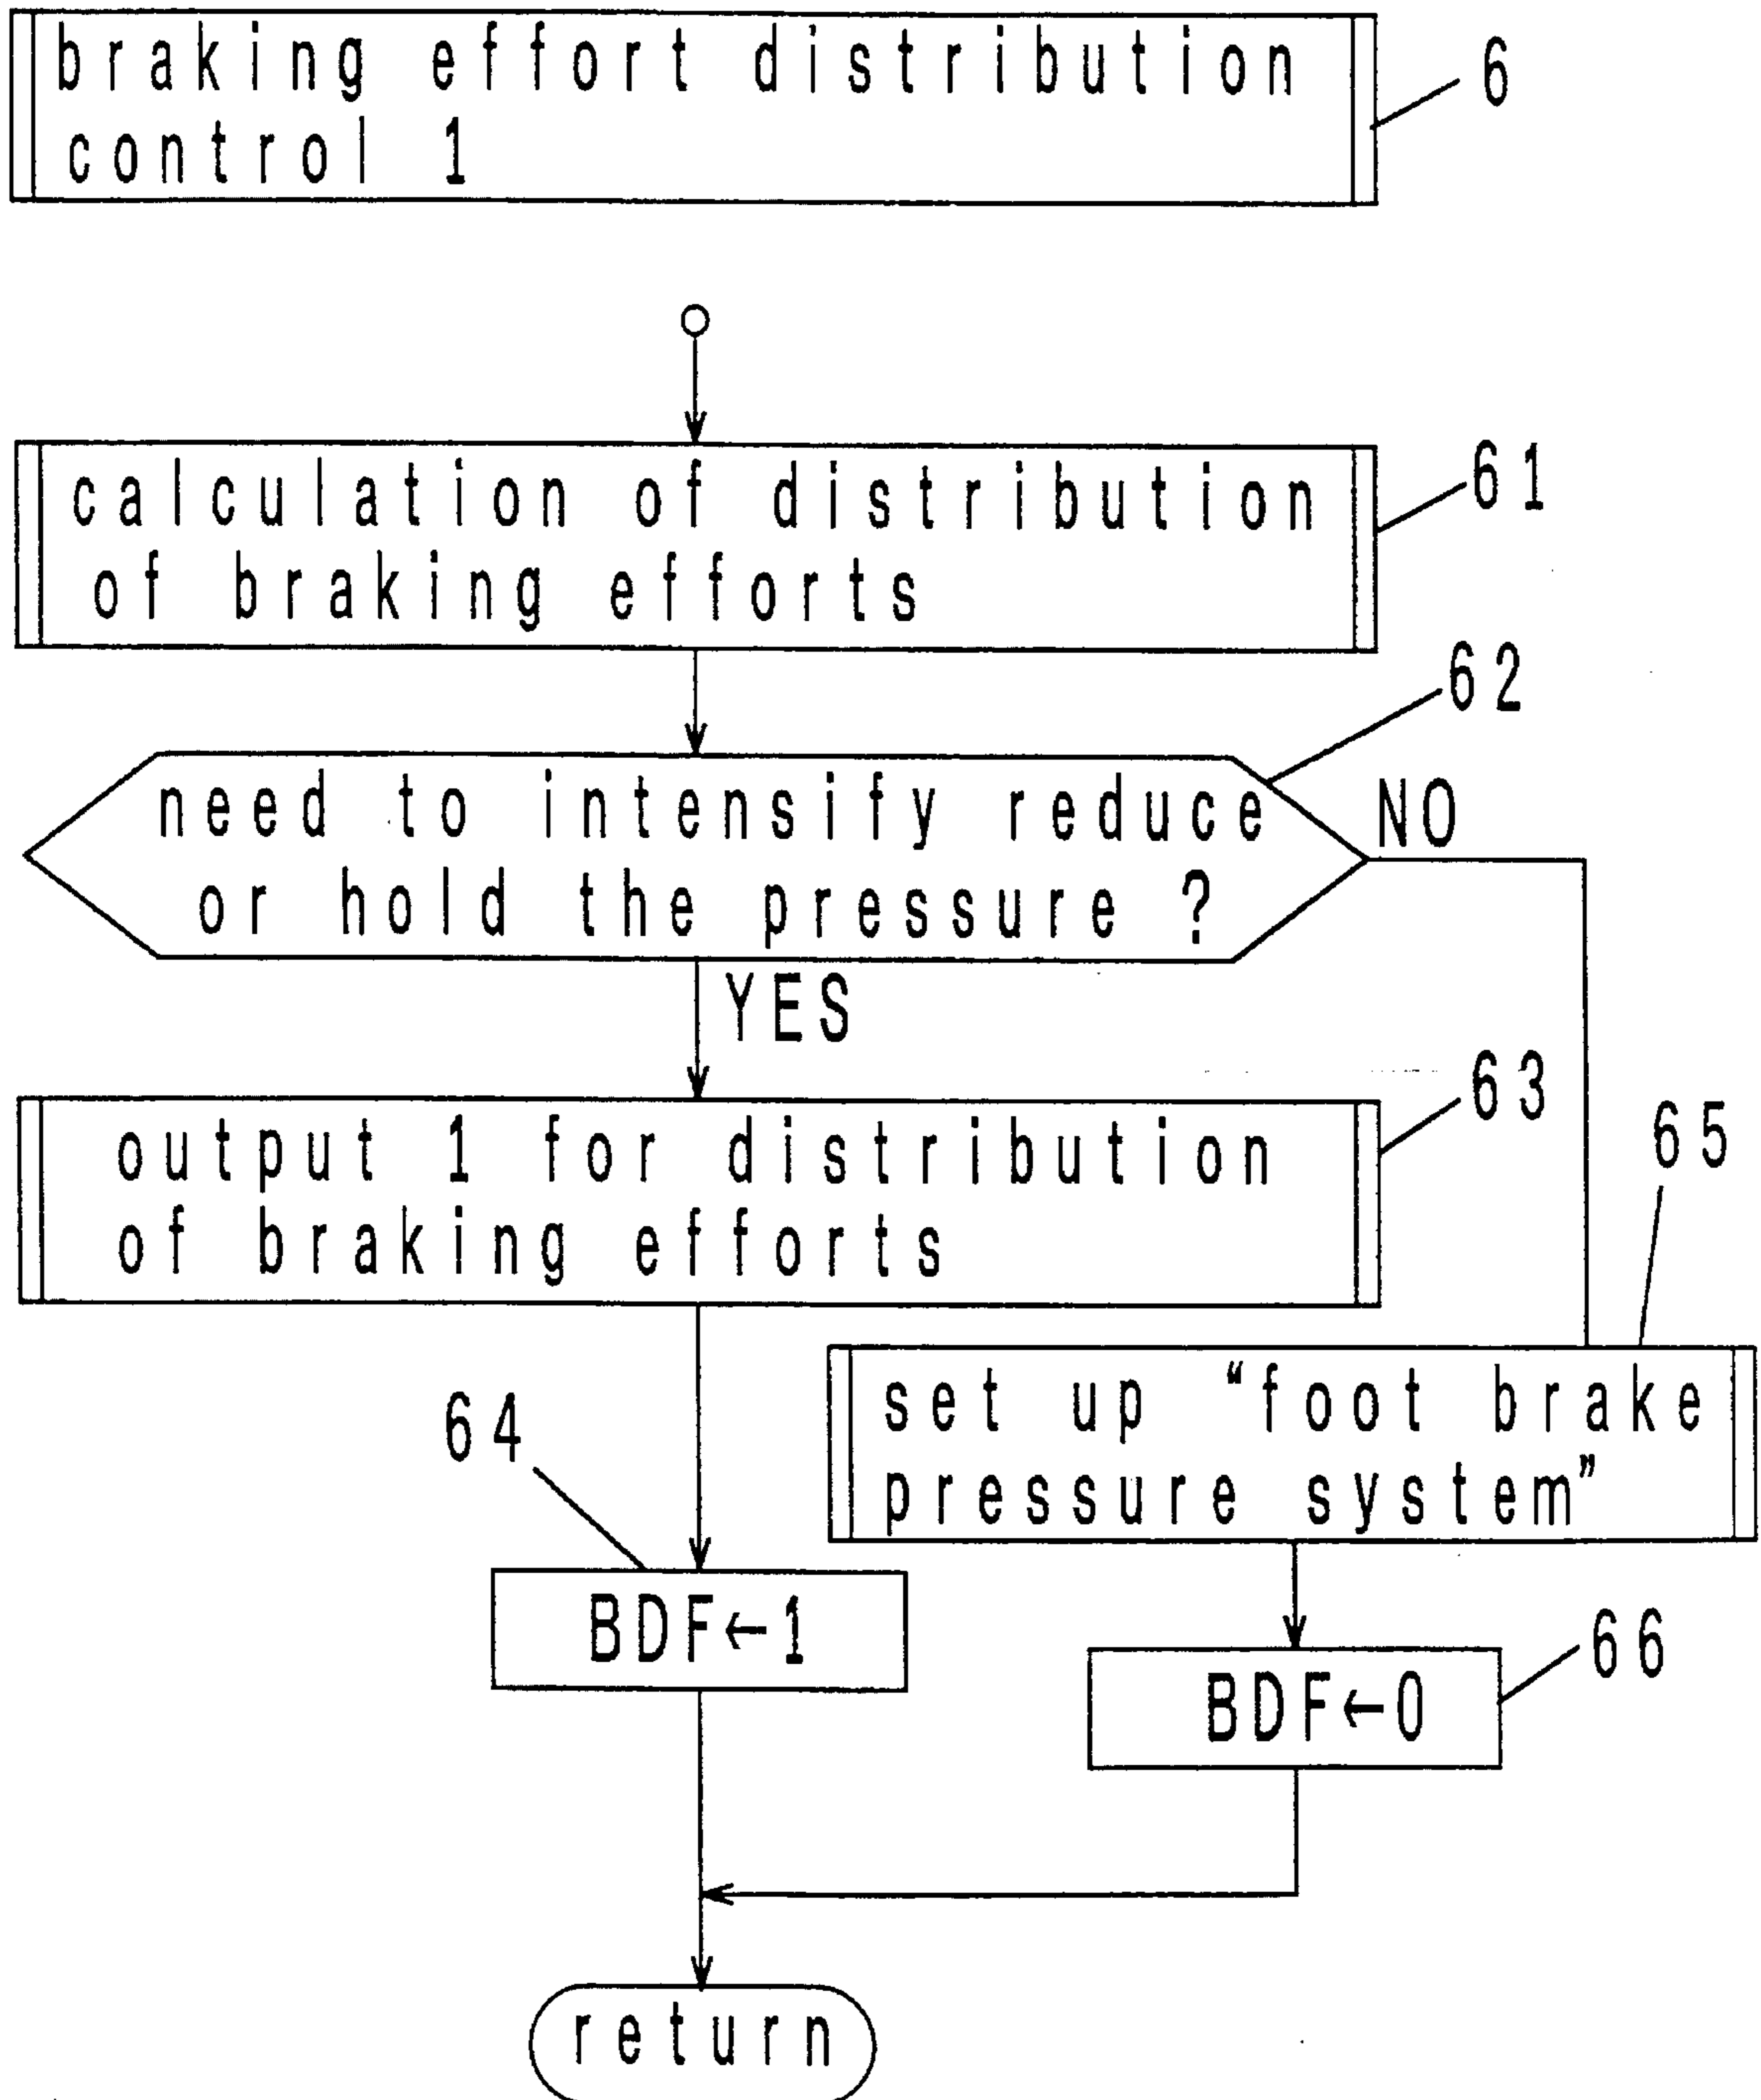 braking effort distribution
control 1
6
calculation of distribution
of braking efforts
61
62
need to intensify reduce
or hold the pressure ?
NO
YES
63
output 1 for distribution
of braking efforts
65
set up “foot brake
pressure system”
64
BDF←1
BDF←0
66
return